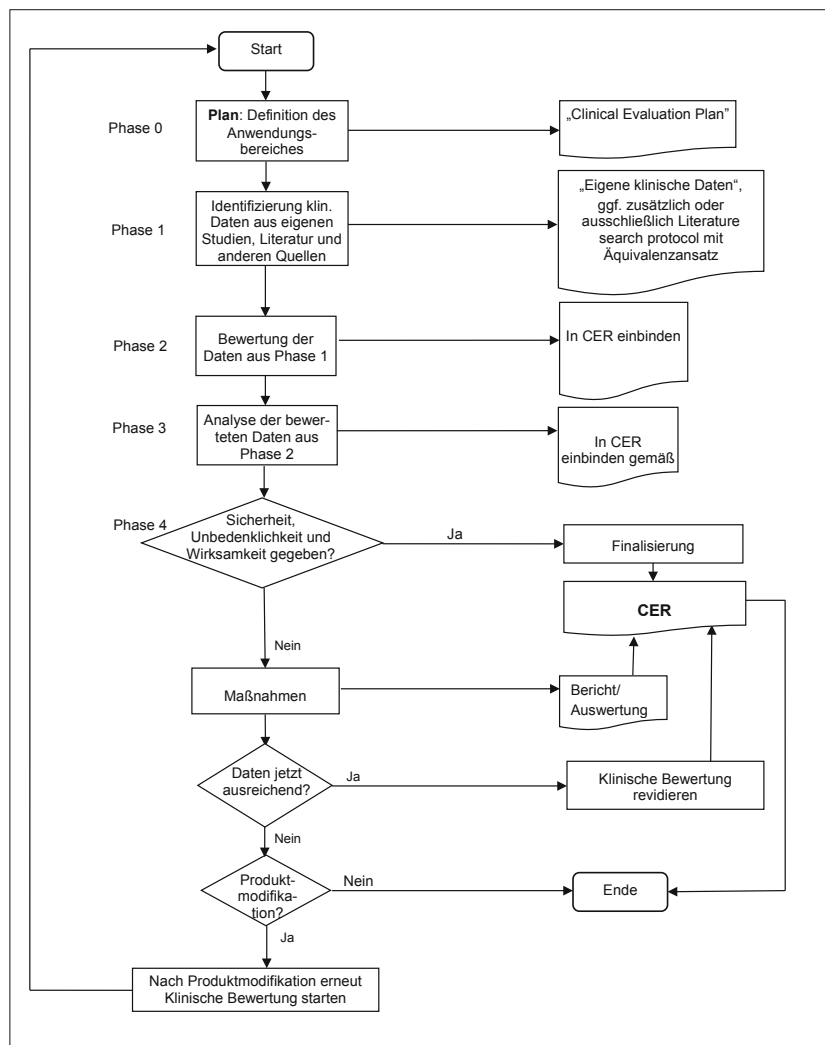 Start
Phase 0
Plan: Definition des
Anwendungs-
bereiches
„Clinical Evaluation Plan"
Phase 1
Identifizierung klin.
Daten aus eigenen
Studien, Literatur und
anderen Quellen
„Eigene klinische Daten“,
ggf. zusätzlich oder
ausschließlich Literature
search protocol mit
Äquivalenzansatz
Phase 2
Bewertung der
Daten aus Phase 1
In CER einbinden
Phase 3
Analyse der bewer-
teten Daten aus
Phase 2
In CER
einbinden gemäß
Phase 4
Sicherheit,
Unbedenklichkeit und
Wirksamkeit gegeben?
Ja
Finalisierung
CER
Nein
Maßnahmen
Bericht/
Auswertung
Daten jetzt
ausreichend?
Ja
Klinische Bewertung
revidieren
Nein
Produkt-
modifika-
tion?
Nein
Ende
Ja
Nach Produktmodifikation erneut
Klinische Bewertung starten